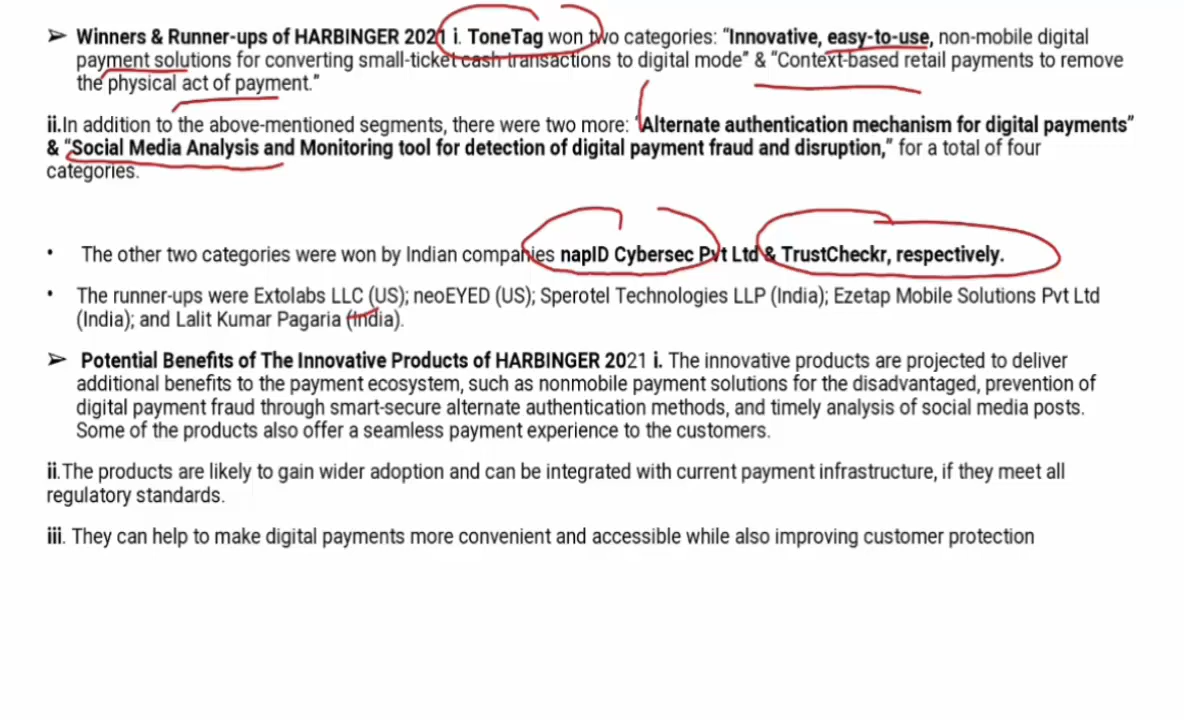 ➢ Winners & Runner-ups of HARBINGER 2021 i. ToneTag won two categories: “Innovative, easy-to-use, non-mobile digital
payment solutions for converting small-ticket cash transactions to digital mode” & “Context-based retail payments to remove
the physical act of payment.”
ii.In addition to the above-mentioned segments, there were two more: “Alternate authentication mechanism for digital payments”
& “Social Media Analysis and Monitoring tool for detection of digital payment fraud and disruption,” for a total of four
categories.
• The other two categories were won by Indian companies napID Cybersec Pvt Ltd & TrustCheckr, respectively.
• The runner-ups were Extolabs LLC (US); neoEYED (US); Sperotel Technologies LLP (India); Ezetap Mobile Solutions Pvt Ltd
(India); and Lalit Kumar Pagaria (India).
➢ Potential Benefits of The Innovative Products of HARBINGER 2021 i. The innovative products are projected to deliver
additional benefits to the payment ecosystem, such as nonmobile payment solutions for the disadvantaged, prevention of
digital payment fraud through smart-secure alternate authentication methods, and timely analysis of social media posts.
Some of the products also offer a seamless payment experience to the customers.
ii.The products are likely to gain wider adoption and can be integrated with current payment infrastructure, if they meet all
regulatory standards.
iii. They can help to make digital payments more convenient and accessible while also improving customer protection